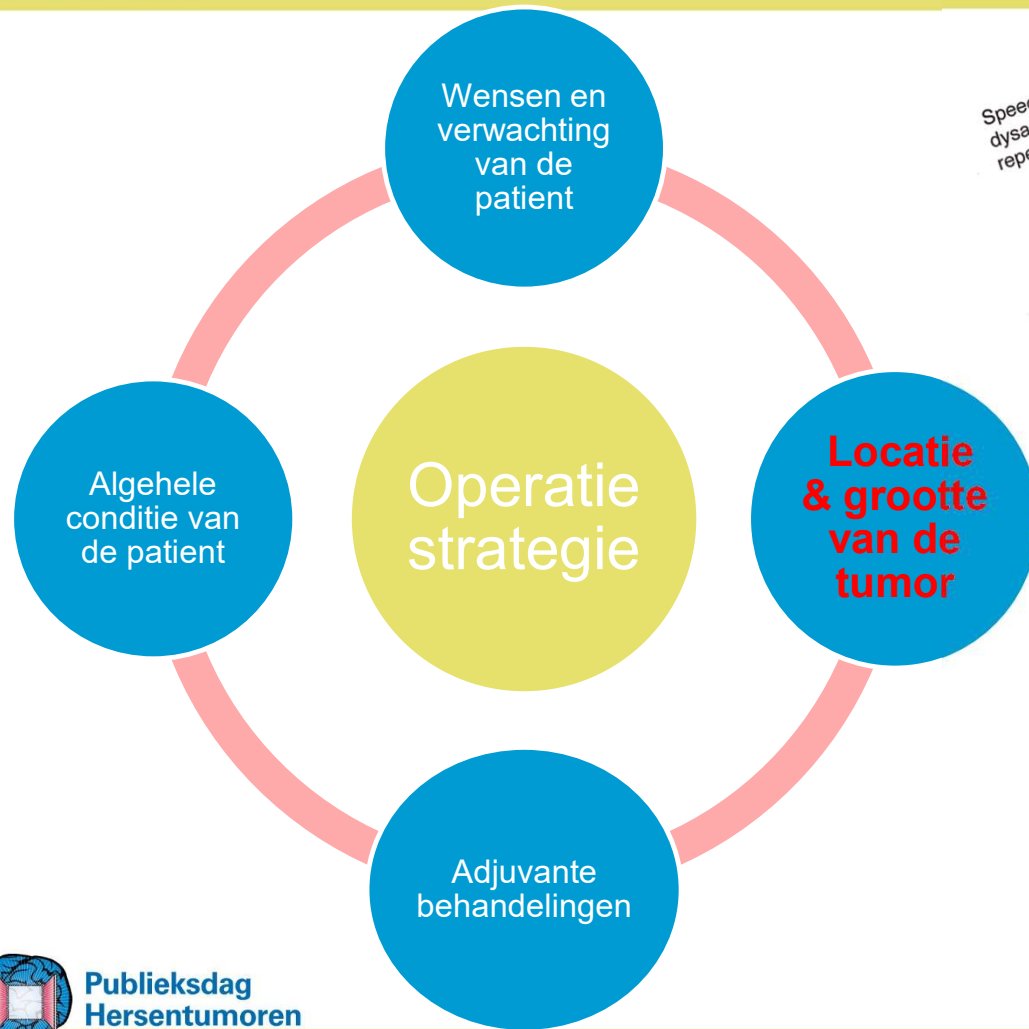 Wensen en
verwachting
van de
patient
Locatie
& grootte
van de
tumor
Operatie
strategie
Algehele
conditie van
de patient
Adjuvante
behandelingen
Publieksdag
Hersentumoren